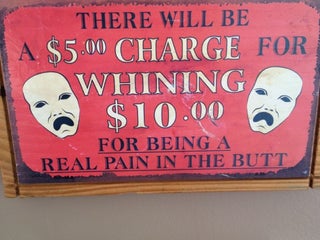 THERE WILL BE
A $5.00 CHARGE FOR
WHINING
$10.00
FOR BEING A
REAL PAIN IN THE BUTT